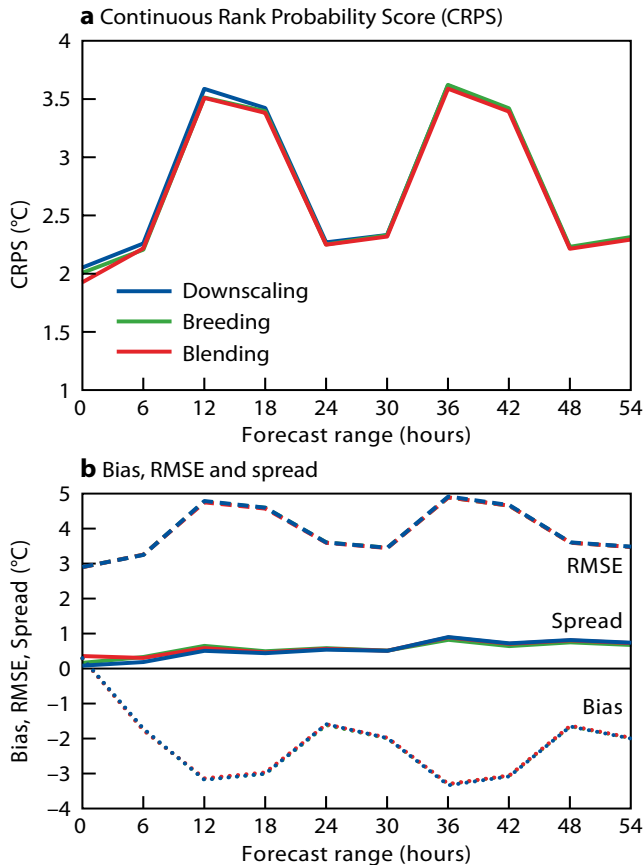 a Continuous Rank Probability Score (CRPS)
4
3.5
3
2.5
2
1.5
1
CRPS (°C)
Downscaling
Breeding
Blending
0 6 12 18 24 30 36 42 48 54
Forecast range (hours)
b Bias, RMSE and spread
5
4
3
2
1
0
−1
−2
−3
−4
Bias, RMSE, Spread (°C)
RMSE
Spread
Bias
0 6 12 18 24 30 36 42 48 54
Forecast range (hours)